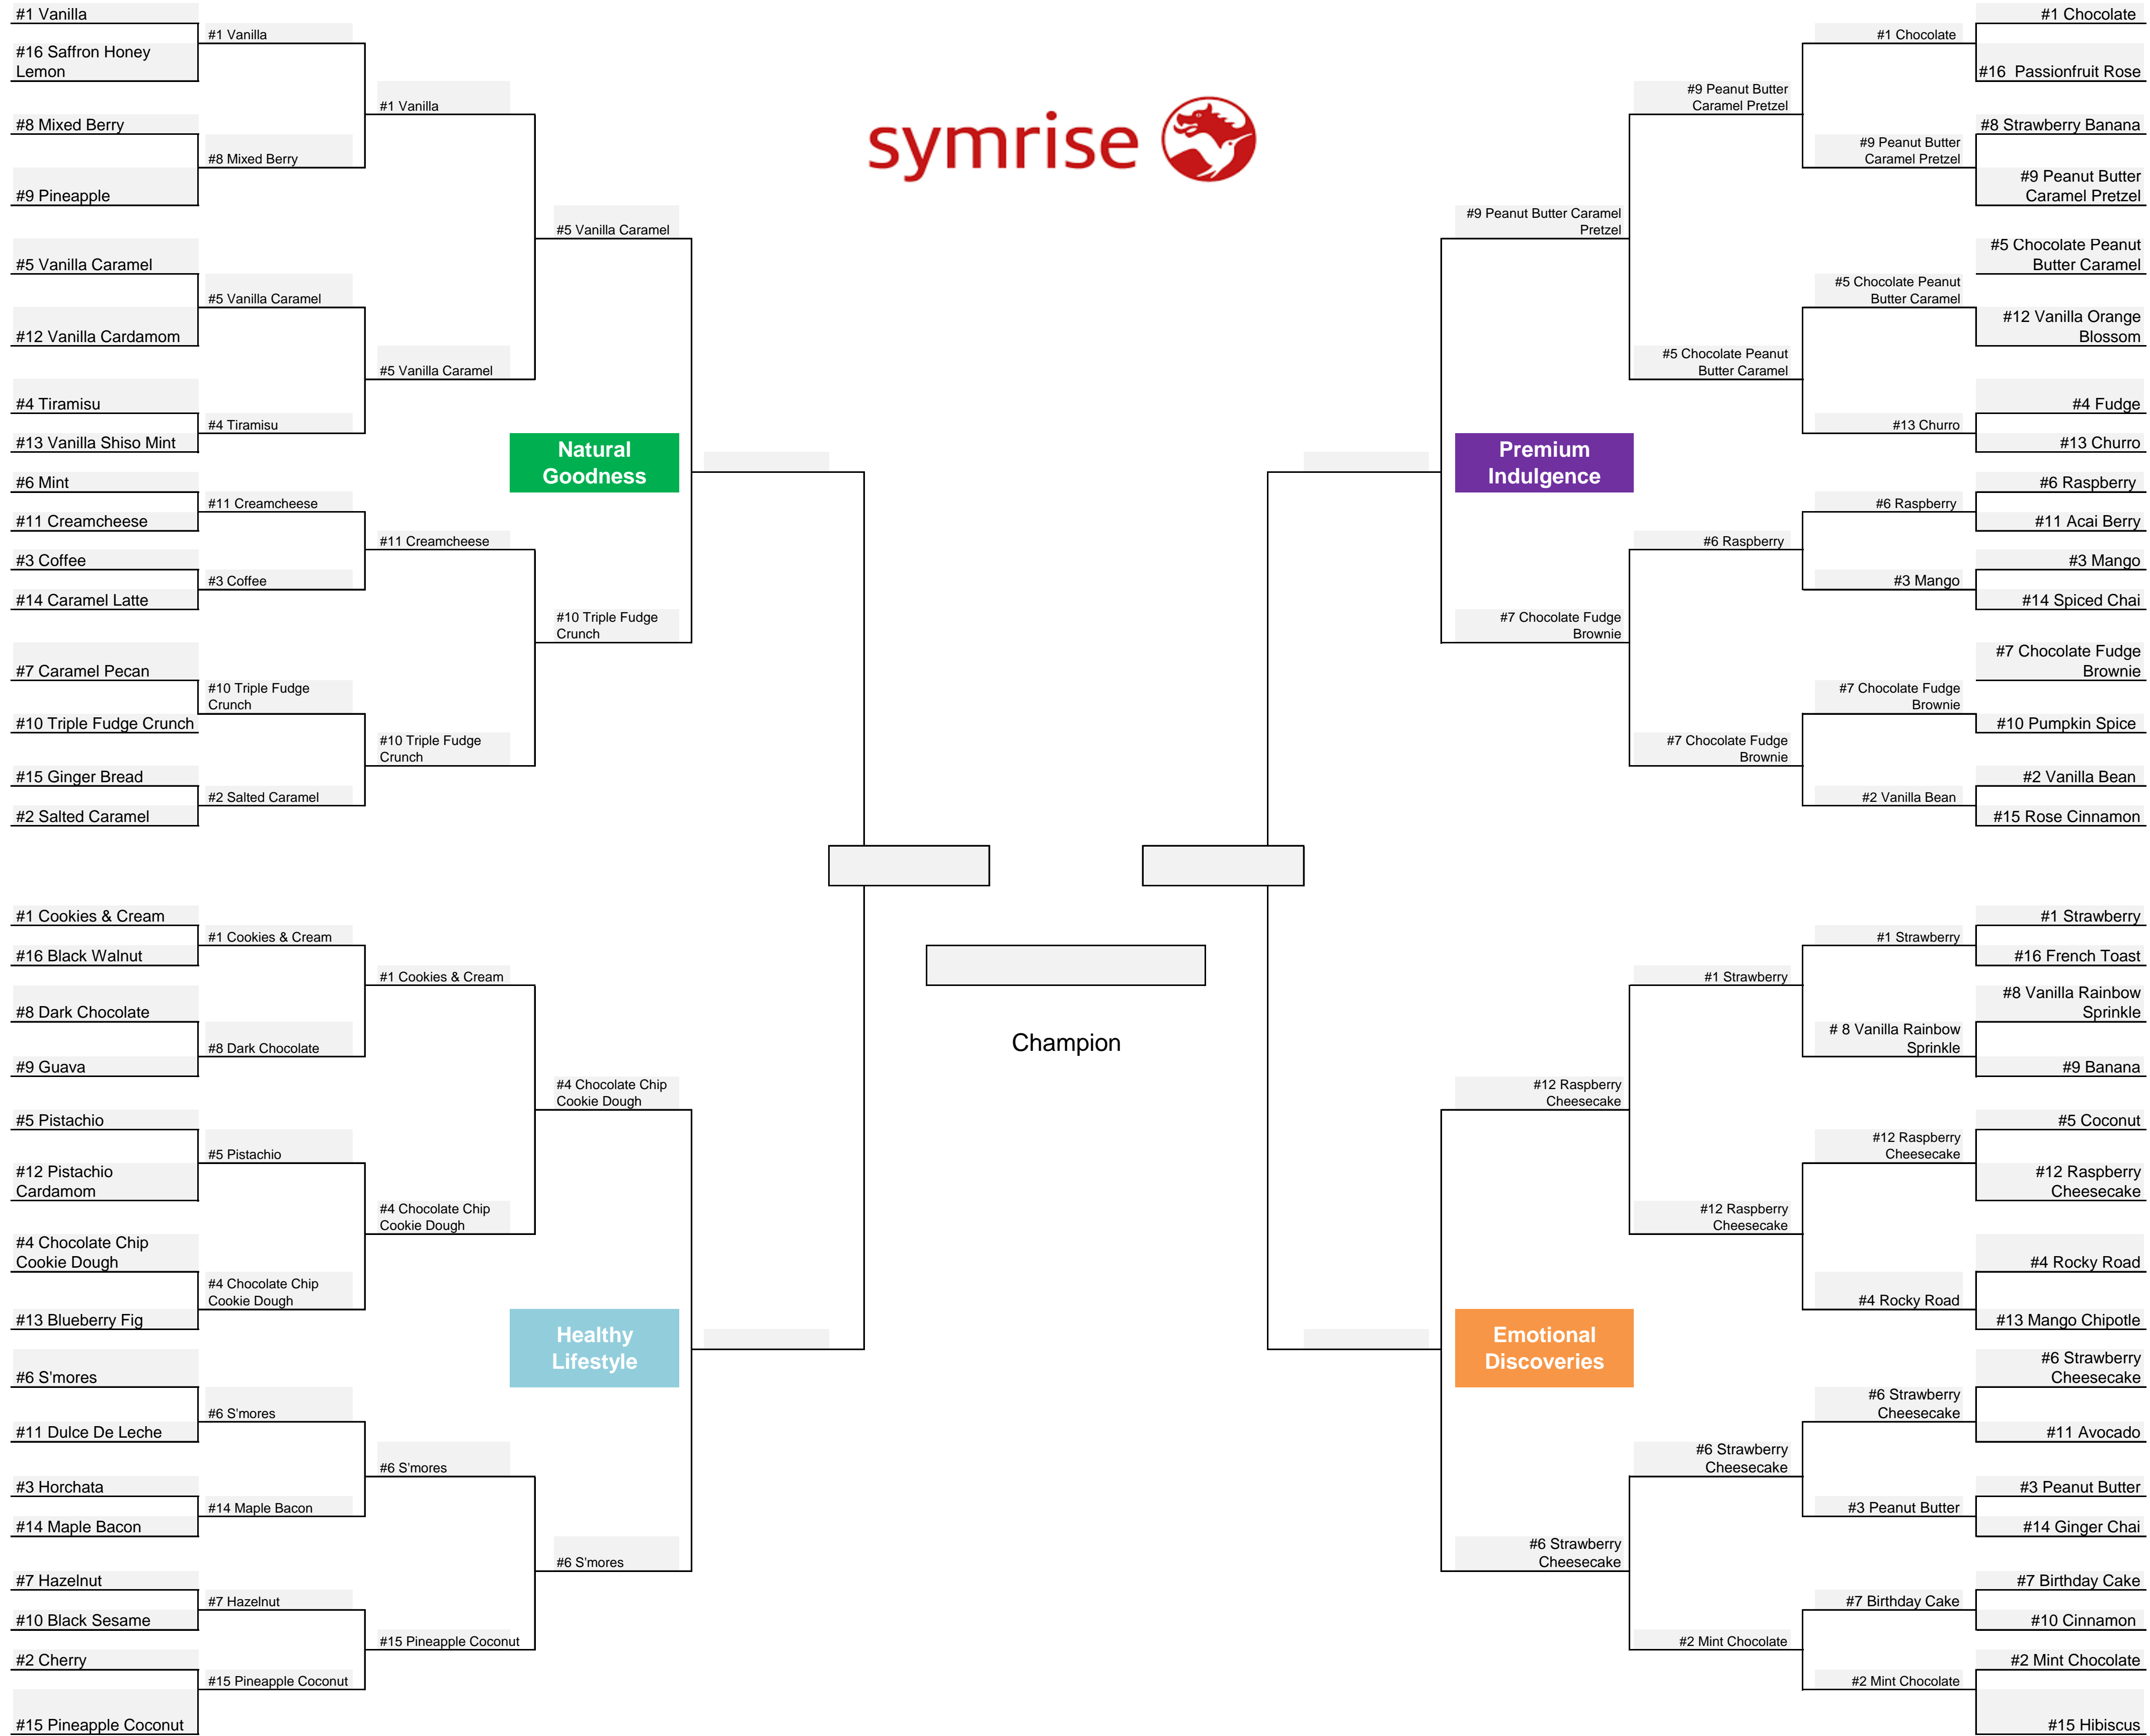 #1 Vanilla
#16 Saffron Honey
Lemon
#8 Mixed Berry
#9 Pineapple
#5 Vanilla Caramel
#12 Vanilla Cardamom
#4 Tiramisu
#13 Vanilla Shiso Mint
#6 Mint
#11 Creamcheese
#3 Coffee
#14 Caramel Latte
#7 Caramel Pecan
#10 Triple Fudge Crunch
#15 Ginger Bread
#2 Salted Caramel
#1 Vanilla
#8 Mixed Berry
#5 Vanilla Caramel
#4 Tiramisu
#11 Creamcheese
#3 Coffee
#10 Triple Fudge
Crunch
#2 Salted Caramel
#1 Vanilla
#5 Vanilla Caramel
#11 Creamcheese
#10 Triple Fudge
Crunch
#5 Vanilla Caramel
#10 Triple Fudge
Crunch
Natural
Goodness
#1 Cookies & Cream
#16 Black Walnut
#8 Dark Chocolate
#9 Guava
#5 Pistachio
#12 Pistachio
Cardamom
#4 Chocolate Chip
Cookie Dough
#13 Blueberry Fig
#6 S'mores
#11 Dulce De Leche
#3 Horchata
#14 Maple Bacon
#7 Hazelnut
#10 Black Sesame
#2 Cherry
#15 Pineapple Coconut
#1 Cookies & Cream
#8 Dark Chocolate
#5 Pistachio
#4 Chocolate Chip
Cookie Dough
#6 S'mores
#14 Maple Bacon
#7 Hazelnut
#15 Pineapple Coconut
#1 Cookies & Cream
#4 Chocolate Chip
Cookie Dough
#6 S'mores
#15 Pineapple Coconut
#4 Chocolate Chip
Cookie Dough
#6 S'mores
Healthy
Lifestyle
symrise
Champion
#9 Peanut Butter Caramel
Pretzel
#7 Chocolate Fudge
Brownie
Premium
Indulgence
#9 Peanut Butter
Caramel Pretzel
#5 Chocolate Peanut
Butter Caramel
#6 Raspberry
#7 Chocolate Fudge
Brownie
#1 Chocolate
#9 Peanut Butter
Caramel Pretzel
#5 Chocolate Peanut
Butter Caramel
#13 Churro
#6 Raspberry
#3 Mango
#7 Chocolate Fudge
Brownie
#2 Vanilla Bean
#1 Chocolate
#16 Passionfruit Rose
#8 Strawberry Banana
#9 Peanut Butter
Caramel Pretzel
#5 Chocolate Peanut
Butter Caramel
#12 Vanilla Orange
Blossom
#4 Fudge
#13 Churro
#6 Raspberry
#11 Acai Berry
#3 Mango
#14 Spiced Chai
#7 Chocolate Fudge
Brownie
#10 Pumpkin Spice
#2 Vanilla Bean
#15 Rose Cinnamon
#12 Raspberry
Cheesecake
#6 Strawberry
Cheesecake
Emotional
Discoveries
#1 Strawberry
#12 Raspberry
Cheesecake
#6 Strawberry
Cheesecake
#2 Mint Chocolate
#1 Strawberry
# 8 Vanilla Rainbow
Sprinkle
#12 Raspberry
Cheesecake
#4 Rocky Road
#6 Strawberry
Cheesecake
#3 Peanut Butter
#7 Birthday Cake
#2 Mint Chocolate
#1 Strawberry
#16 French Toast
#8 Vanilla Rainbow
Sprinkle
#9 Banana
#5 Coconut
#12 Raspberry
Cheesecake
#4 Rocky Road
#13 Mango Chipotle
#6 Strawberry
Cheesecake
#11 Avocado
#3 Peanut Butter
#14 Ginger Chai
#7 Birthday Cake
#10 Cinnamon
#2 Mint Chocolate
#15 Hibiscus